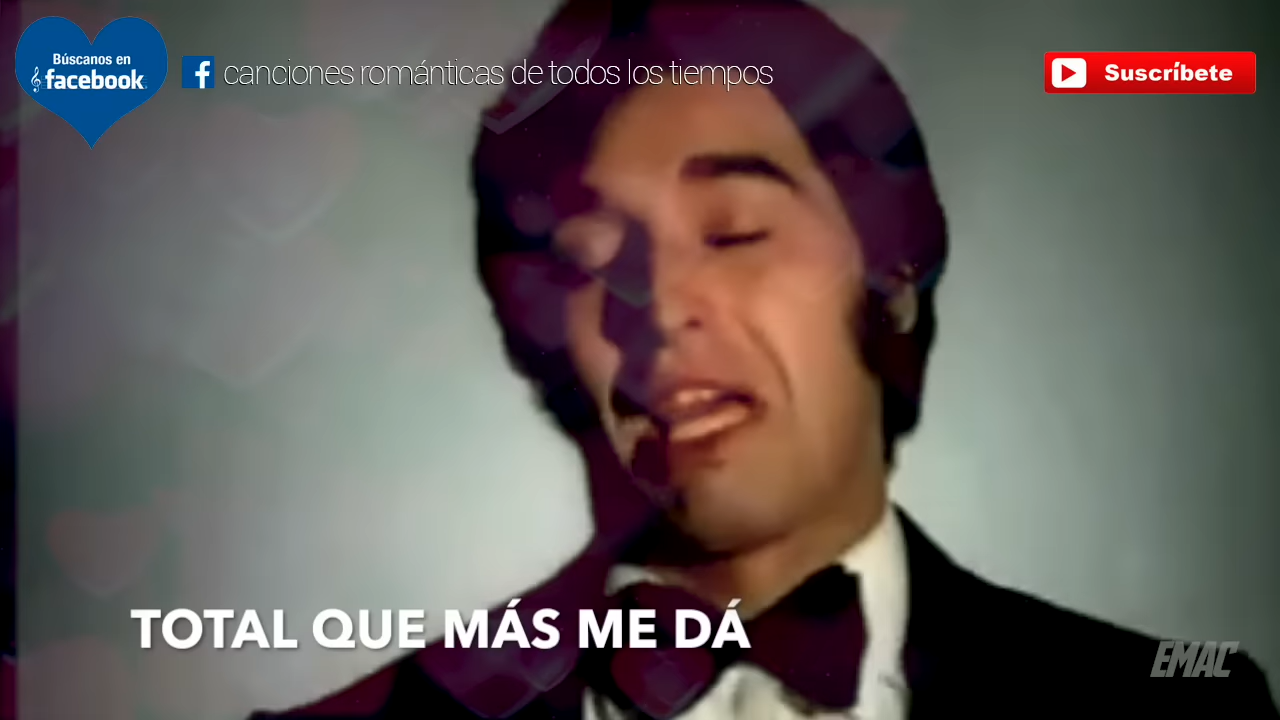 Búscanos en
facebook
canciones románticas de todos los tiempos
Suscríbete
TOTAL QUE MÁS ME DÁ
EMAC